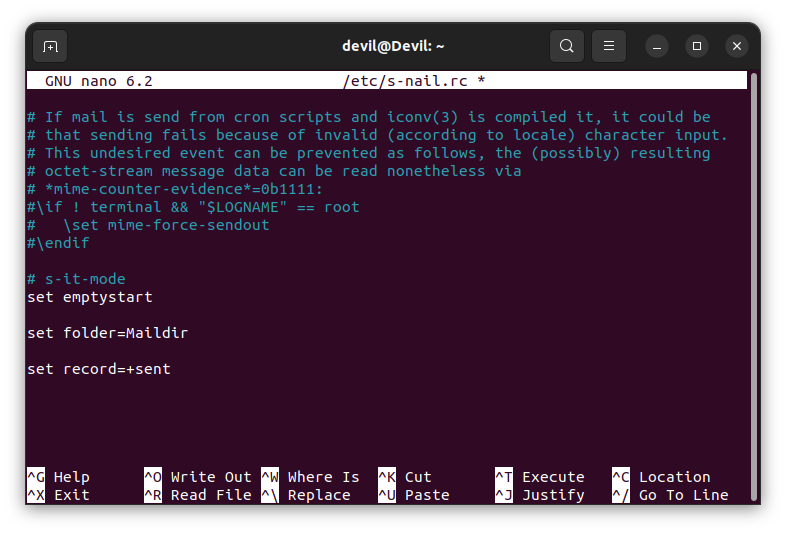 devil@Devil: ~
GNU nano 6.2 /etc/s-nail.rc *
# If mail is send from cron scripts and iconv(3) is compiled it, it could be
# that sending fails because of invalid (according to locale) character input.
# This undesired event can be prevented as follows, the (possibly) resulting
# octet-stream message data can be read nonetheless via
# *mime-counter-evidence*=0b1111:
#\if ! terminal && "$LOGNAME" == root
#   \set mime-force-sendout
#\endif
# s-it-mode
set emptystart
set folder=Maildir
set record=+sent
^G Help ^O Write Out ^W Where Is ^K Cut ^T Execute ^C Location
^X Exit ^R Read File ^\ Replace ^U Paste ^J Justify ^/ Go To Line